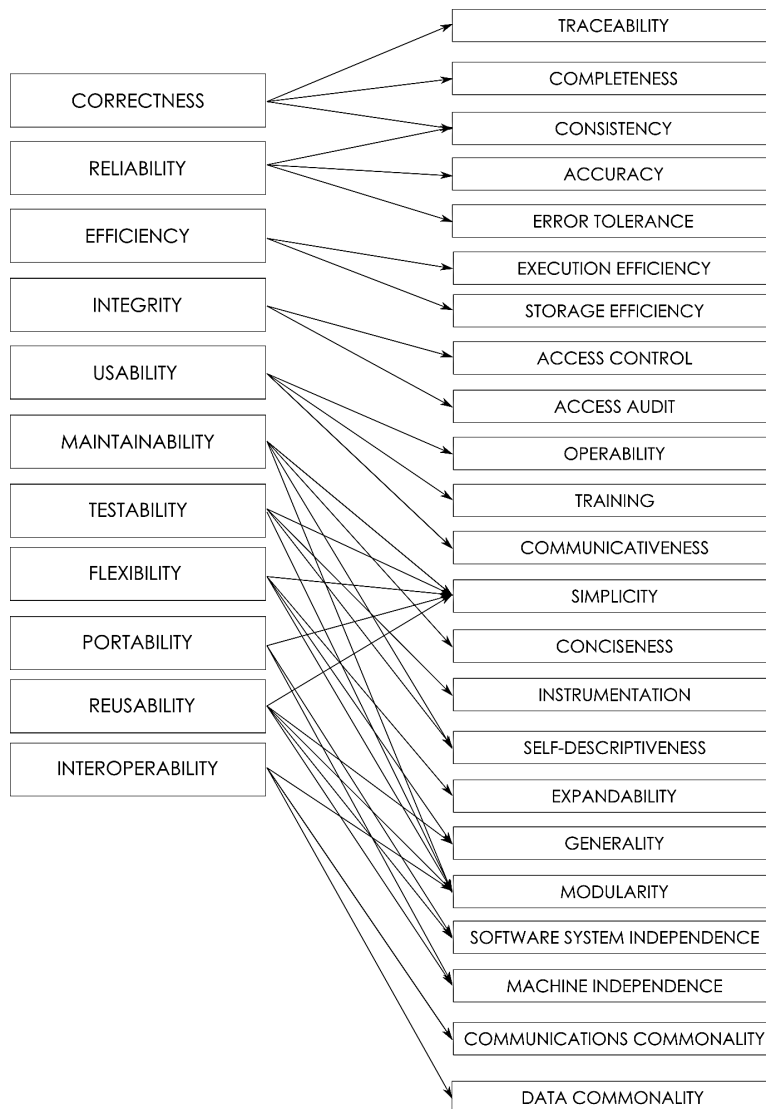 CORRECTNESS
RELIABILITY
EFFICIENCY
INTEGRITY
USABILITY
MAINTAINABILITY
TESTABILITY
FLEXIBILITY
PORTABILITY
REUSABILITY
INTEROPERABILITY
TRACEABILITY
COMPLETENESS
CONSISTENCY
ACCURACY
ERROR TOLERANCE
EXECUTION EFFICIENCY
STORAGE EFFICIENCY
ACCESS CONTROL
ACCESS AUDIT
OPERABILITY
TRAINING
COMMUNICATIVENESS
SIMPLICITY
CONCISENESS
INSTRUMENTATION
SELF-DESCRIPTIVENESS
EXPANDABILITY
GENERALITY
MODULARITY
SOFTWARE SYSTEM INDEPENDENCE
MACHINE INDEPENDENCE
COMMUNICATIONS COMMONALITY
DATA COMMONALITY